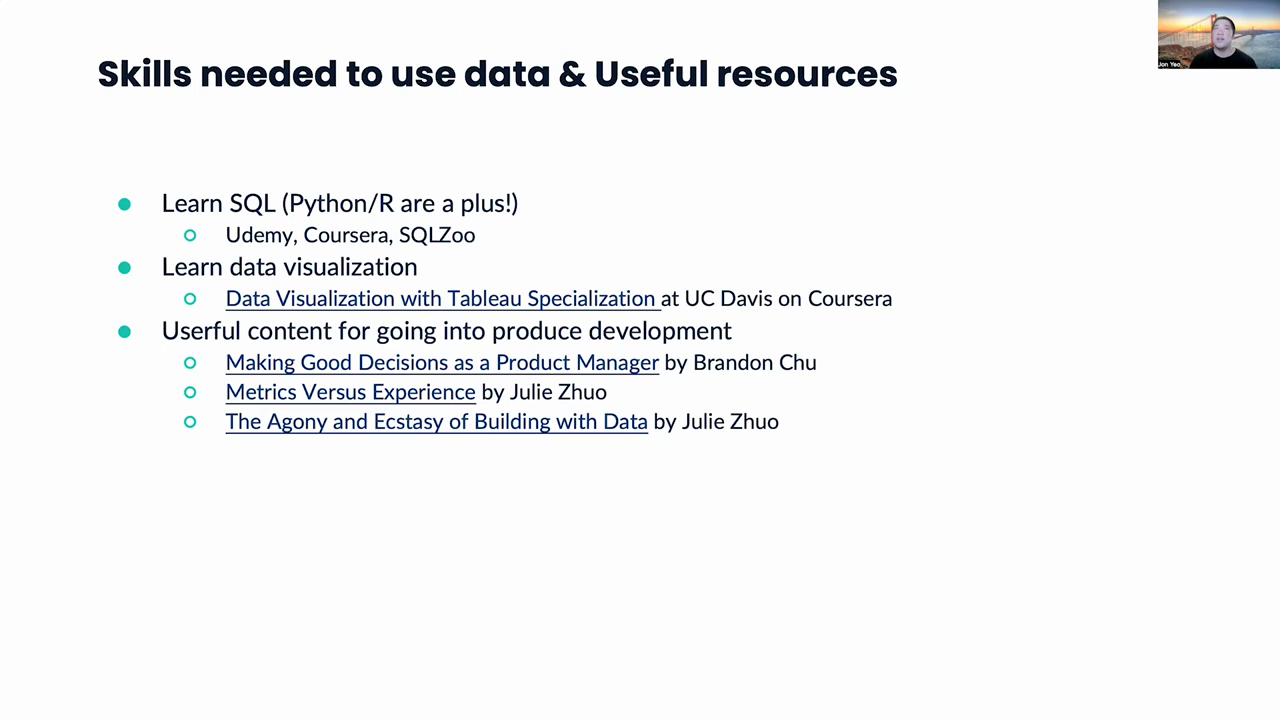 Skills needed to use data & Useful resources
Jon Yeo
Learn SQL (Python/R are a plus!)
Udemy, Coursera, SQLZoo
Learn data visualization
Data Visualization with Tableau Specialization at UC Davis on Coursera
Userful content for going into produce development
Making Good Decisions as a Product Manager by Brandon Chu
Metrics Versus Experience by Julie Zhuo
The Agony and Ecstasy of Building with Data by Julie Zhuo